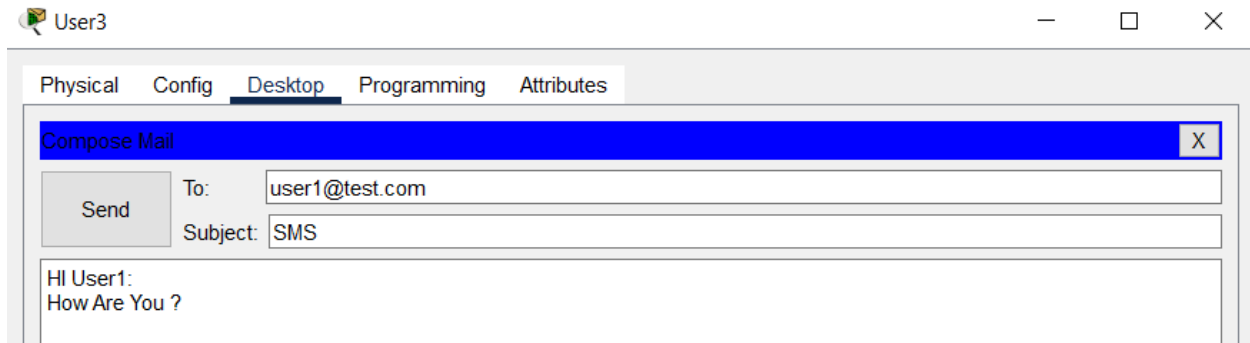 User3
Physical Config Desktop Programming Attributes
Compose Mail
X
Send
To: user1@test.com
Subject: SMS
HI User1:
How Are You ?